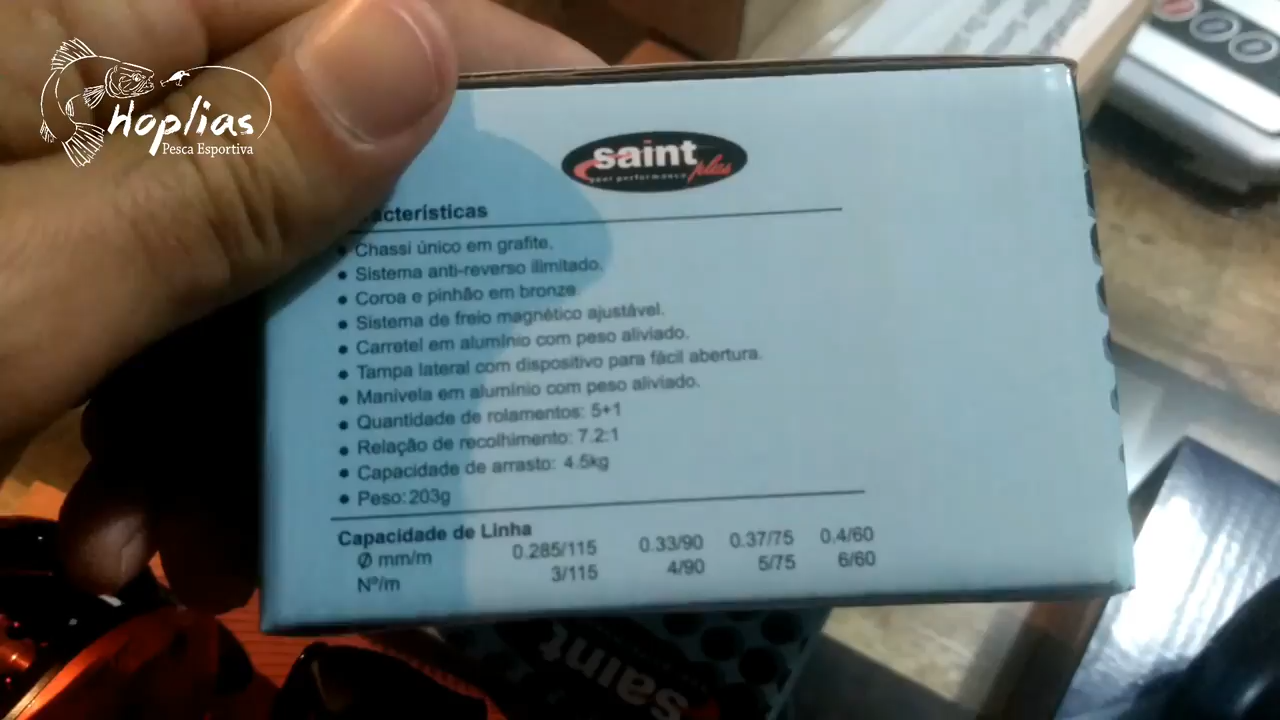 Hoplias
Pesca Esportiva
saint plus
your performance
acterísticas
• Chassi único em grafite.
• Sistema anti-reverso ilimitado.
• Coroa e pinhão em bronze.
• Sistema de freio magnético ajustável.
• Carretel em alumínio com peso aliviado.
• Tampa lateral com dispositivo para fácil abertura.
• Manivela em alumínio com peso aliviado.
• Quantidade de rolamentos: 5+1
• Relação de recolhimento: 7.2:1
• Capacidade de arrasto: 4.5kg
• Peso:203g
Capacidade de Linha
Ø mm/m 0.285/115 0.33/90 0.37/75 0.4/60
Nº/m 3/115 4/90 5/75 6/60
saint